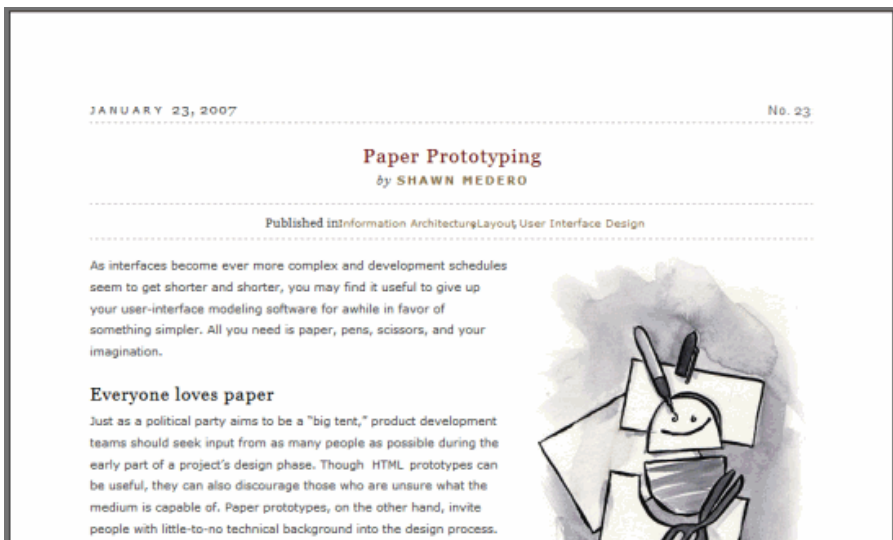 JANUARY 23, 2007
No. 23
Paper Prototyping
by SHAWN MEDERO
Published in Information Architecture, Layout, User Interface Design
As interfaces become ever more complex and development schedules
seem to get shorter and shorter, you may find it useful to give up
your user-interface modeling software for awhile in favor of
something simpler. All you need is paper, pens, scissors, and your
imagination.
Everyone loves paper
Just as a political party aims to be a “big tent,” product development
teams should seek input from as many people as possible during the
early part of a project’s design phase. Though HTML prototypes can
be useful, they can also discourage those who are unsure what the
medium is capable of. Paper prototypes, on the other hand, invite
people with little-to-no technical background into the design process.